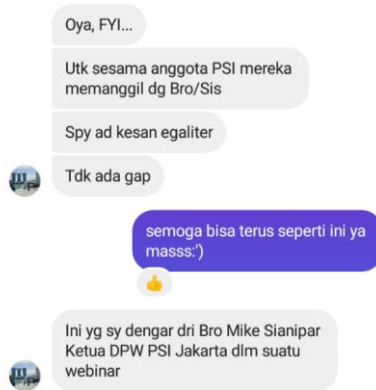 Oya, FYI...
Utk sesama anggota PSI mereka
memanggil dg Bro/Sis
Spy ad kesan egaliter
Tdk ada gap
semoga bisa terus seperti ini ya
masss:')
Ini yg sy dengar dri Bro Mike Sianipar
Ketua DPW PSI Jakarta dlm suatu
webinar